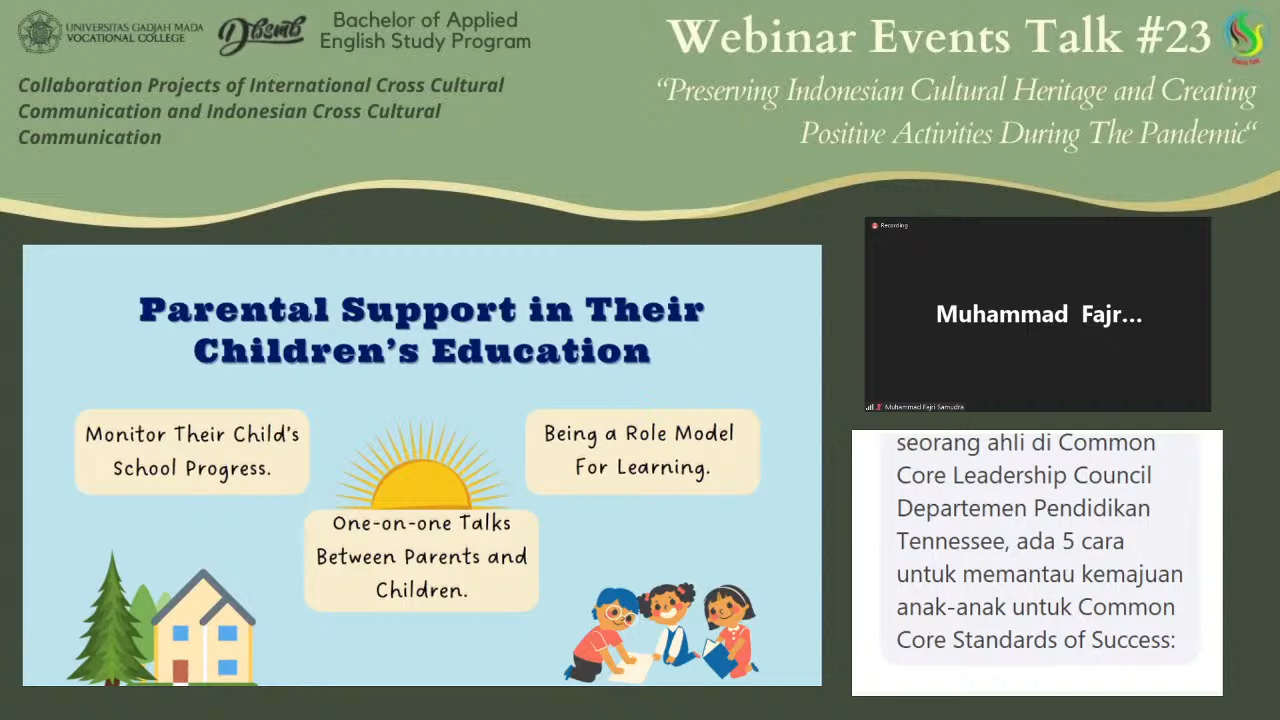 UNIVERSITAS GADJAH MADA
VOCATIONAL COLLEGE
Dbsmb
Bachelor of Applied
English Study Program
Collaboration Projects of International Cross Cultural
Communication and Indonesian Cross Cultural
Communication
Webinar Events Talk #23
“Preserving Indonesian Cultural Heritage and Creating
Positive Activities During The Pandemic“
Parental Support in Their
Children’s Education
Monitor Their Child’s
School Progress.
Being a Role Model
For Learning.
One-on-one Talks
Between Parents and
Children.
Recording
Muhammad Fajr...
Muhammad Fajri Samudra
seorang ahli di Common
Core Leadership Council
Departemen Pendidikan
Tennessee, ada 5 cara
untuk memantau kemajuan
anak-anak untuk Common
Core Standards of Success: